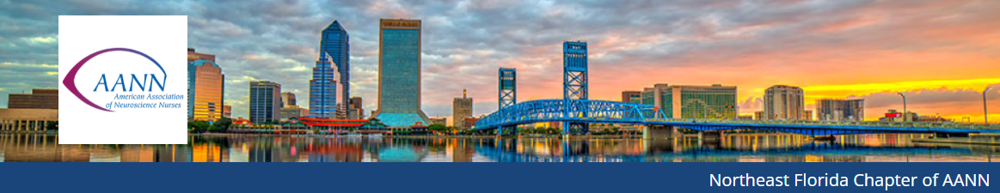 AANN
American Association
of Neuroscience Nurses
Northeast Florida Chapter of AANN